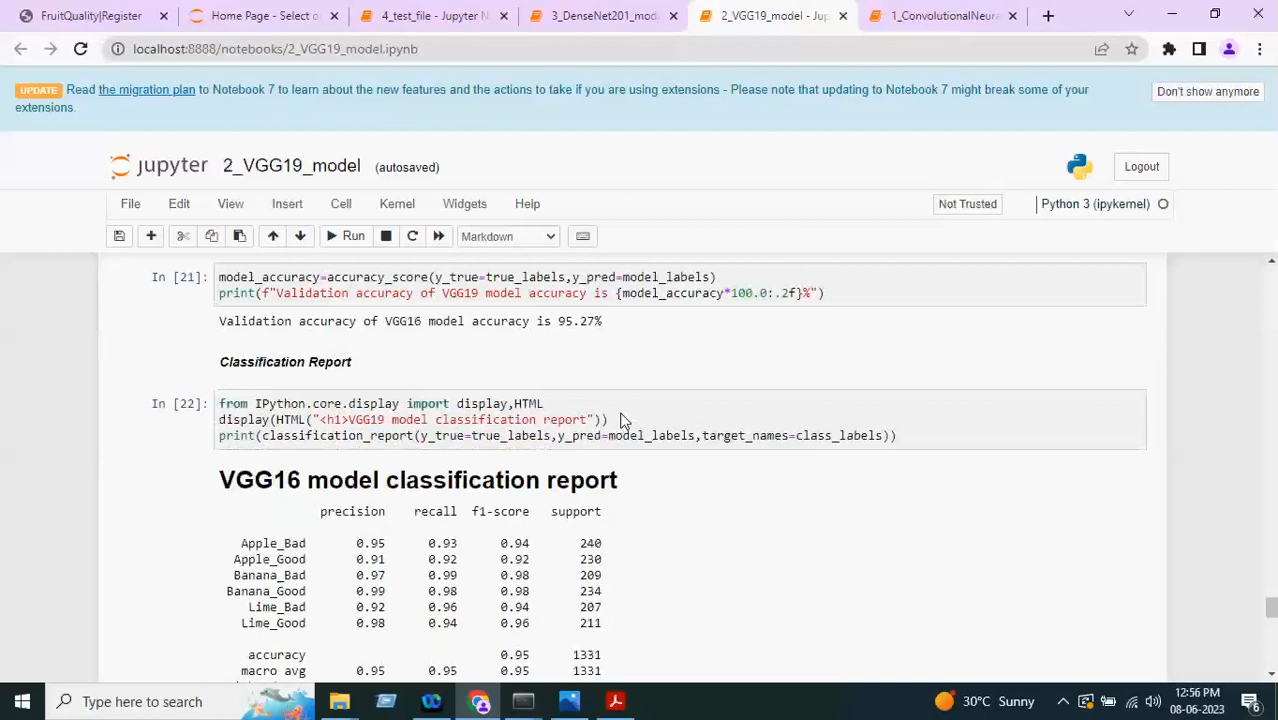 FruitQuality|Register
Home Page - Select o
4_test_file - Jupyter N
3_DenseNet201_mod
2_VGG19_model - Jup
1_ConvolutionalNeura
localhost:8888/notebooks/2_VGG19_model.ipynb
UPDATE Read the migration plan to Notebook 7 to learn about the new features and the actions to take if you are using extensions - Please note that updating to Notebook 7 might break some of your
extensions.
Don't show anymore
jupyter 2_VGG19_model (autosaved)
Logout
File Edit View Insert Cell Kernel Widgets Help
Not Trusted
Python 3 (ipykernel)
Run
Markdown
In [21]: model_accuracy=accuracy_score(y_true=true_labels,y_pred=model_labels)
print(f"Validation accuracy of VGG19 model accuracy is {model_accuracy*100.0:.2f}%")
Validation accuracy of VGG16 model accuracy is 95.27%
Classification Report
In [22]: from IPython.core.display import display,HTML
display(HTML("<h1>VGG19 model classification report"))
print(classification_report(y_true=true_labels,y_pred=model_labels,target_names=class_labels))
VGG16 model classification report
precision recall f1-score support
Apple_Bad 0.95 0.93 0.94 240
Apple_Good 0.91 0.92 0.92 230
Banana_Bad 0.97 0.99 0.98 209
Banana_Good 0.99 0.98 0.98 234
Lime_Bad 0.92 0.96 0.94 207
Lime_Good 0.98 0.94 0.96 211
accuracy 0.95 1331
macro avg 0.95 0.95 0.95 1331
Type here to search
30°C Sunny
12:56 PM
08-06-2023
6